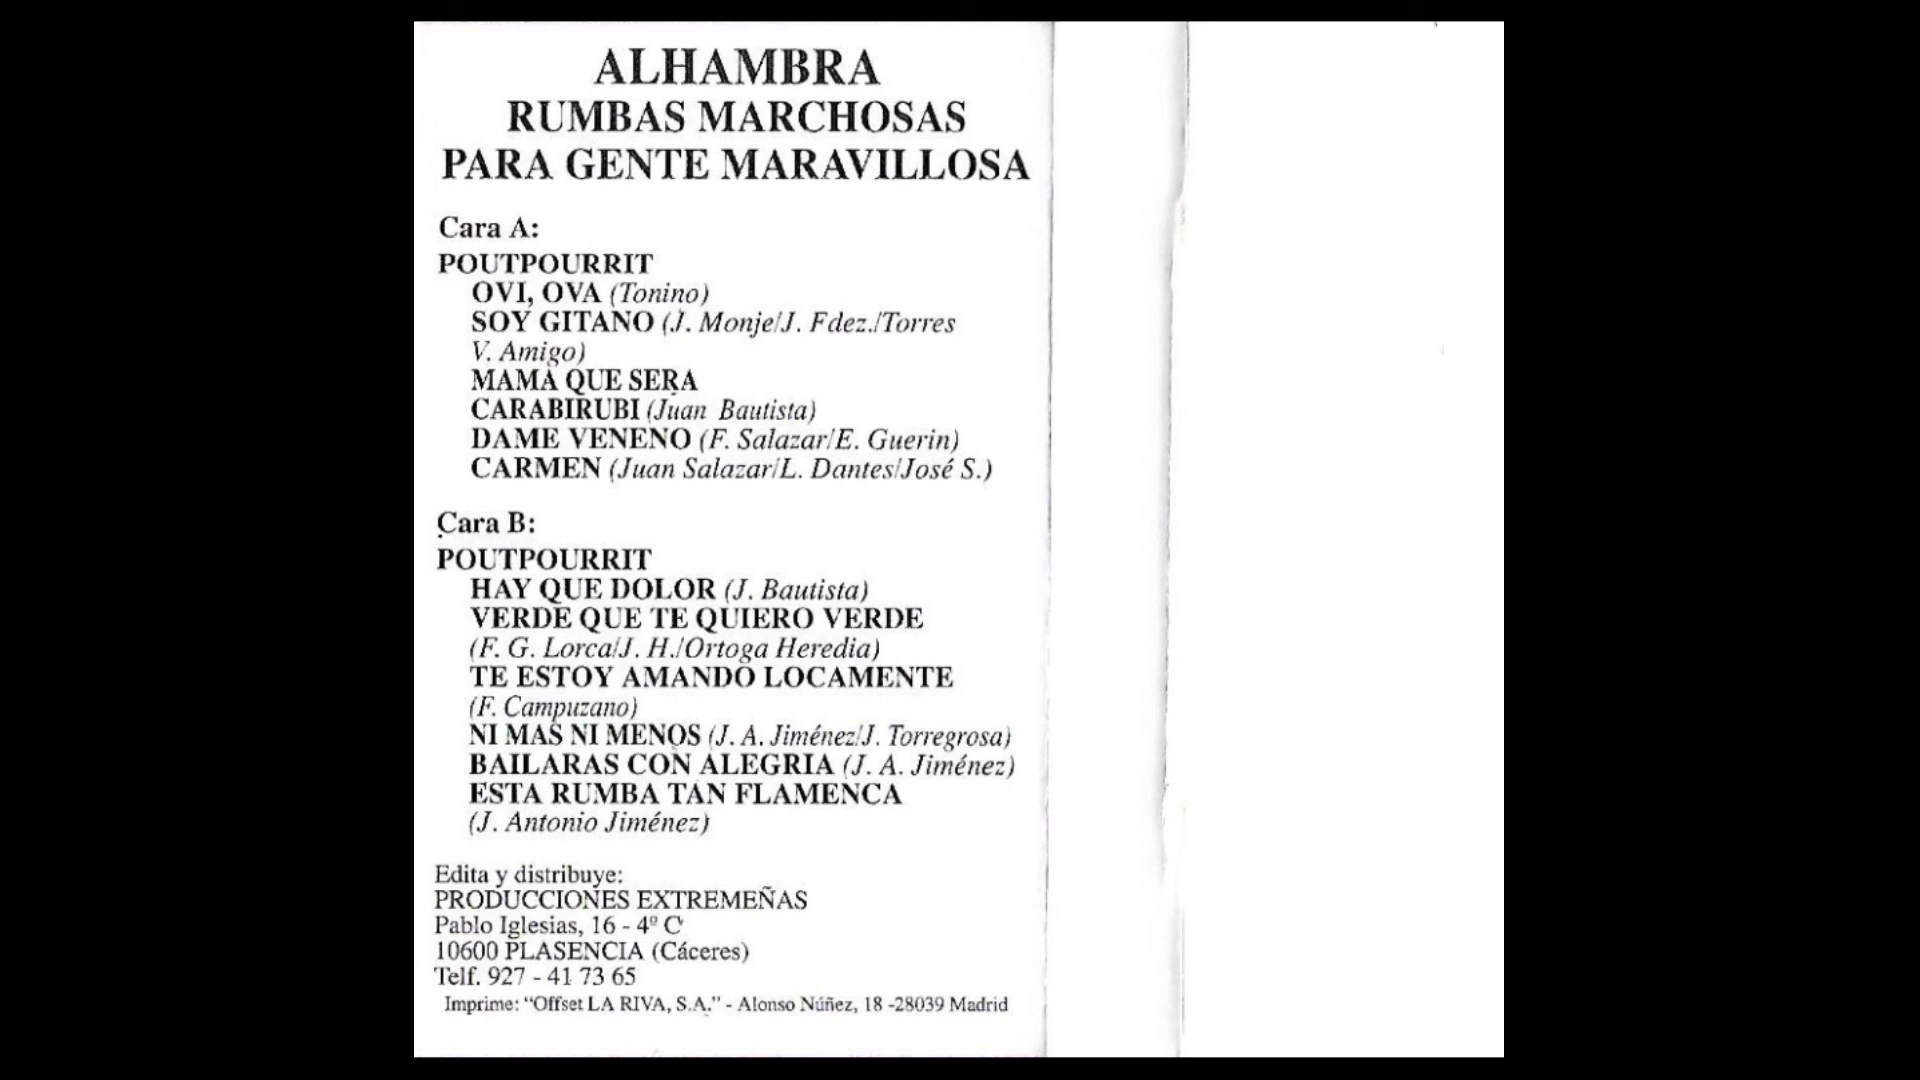 ALHAMBRA
RUMBAS MARCHOSAS
PARA GENTE MARAVILLOSA
Cara A:
POUTPOURRIT
OVI, OVA (Tonino)
SOY GITANO (J. Monje/J. Fdez./Torres
V. Amigo)
MAMA QUE SERA
CARABIRUBI (Juan Bautista)
DAME VENENO (F. Salazar/E. Guerin)
CARMEN (Juan Salazar/L. Dantes/José S.)
Cara B:
POUTPOURRIT
HAY QUE DOLOR (J. Bautista)
VERDE QUE TE QUIERO VERDE
(F. G. Lorca/J. H./Ortoga Heredia)
TE ESTOY AMANDO LOCAMENTE
(F. Campuzano)
NI MAS NI MENOS (J. A. Jiménez/J. Torregrosa)
BAILARAS CON ALEGRIA (J. A. Jiménez)
ESTA RUMBA TAN FLAMENCA
(J. Antonio Jiménez)
Edita y distribuye:
PRODUCCIONES EXTREMEÑAS
Pablo Iglesias, 16 - 4º C
10600 PLASENCIA (Cáceres)
Telf. 927 - 41 73 65
Imprime: “Offset LA RIVA, S.A.” - Alonso Núñez, 18 -28039 Madrid